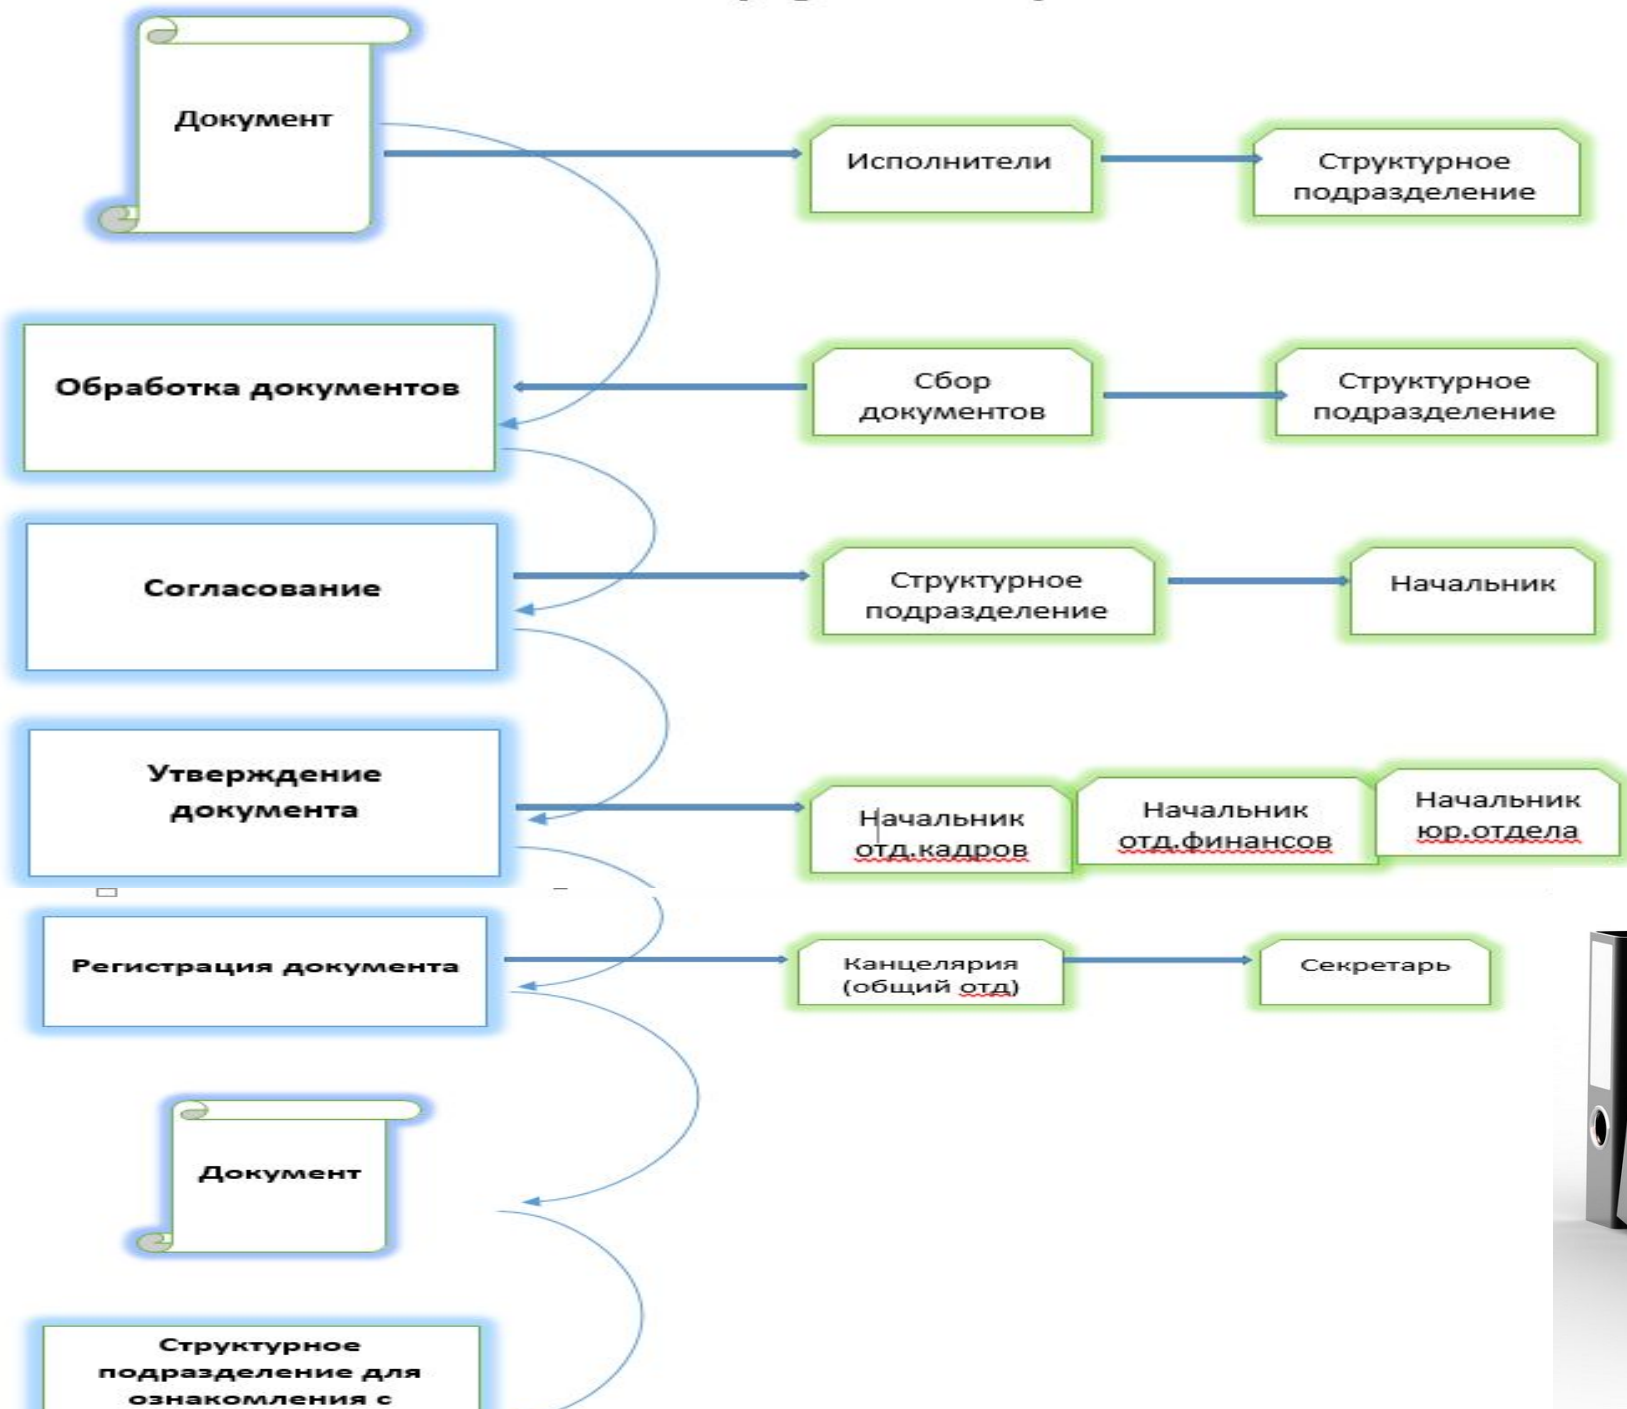 Документ
Исполнители
Структурное
подразделение
Обработка документов
Сбор
документов
Структурное
подразделение
Согласование
Структурное
подразделение
Начальник
Утверждение
документа
Начальник
отд.кадров
Начальник
отд.финансов
Начальник
юр.отдела
Регистрация документа
Канцелярия
(общий отд)
Секретарь
Документ
Структурное
подразделение для
ознакомления с